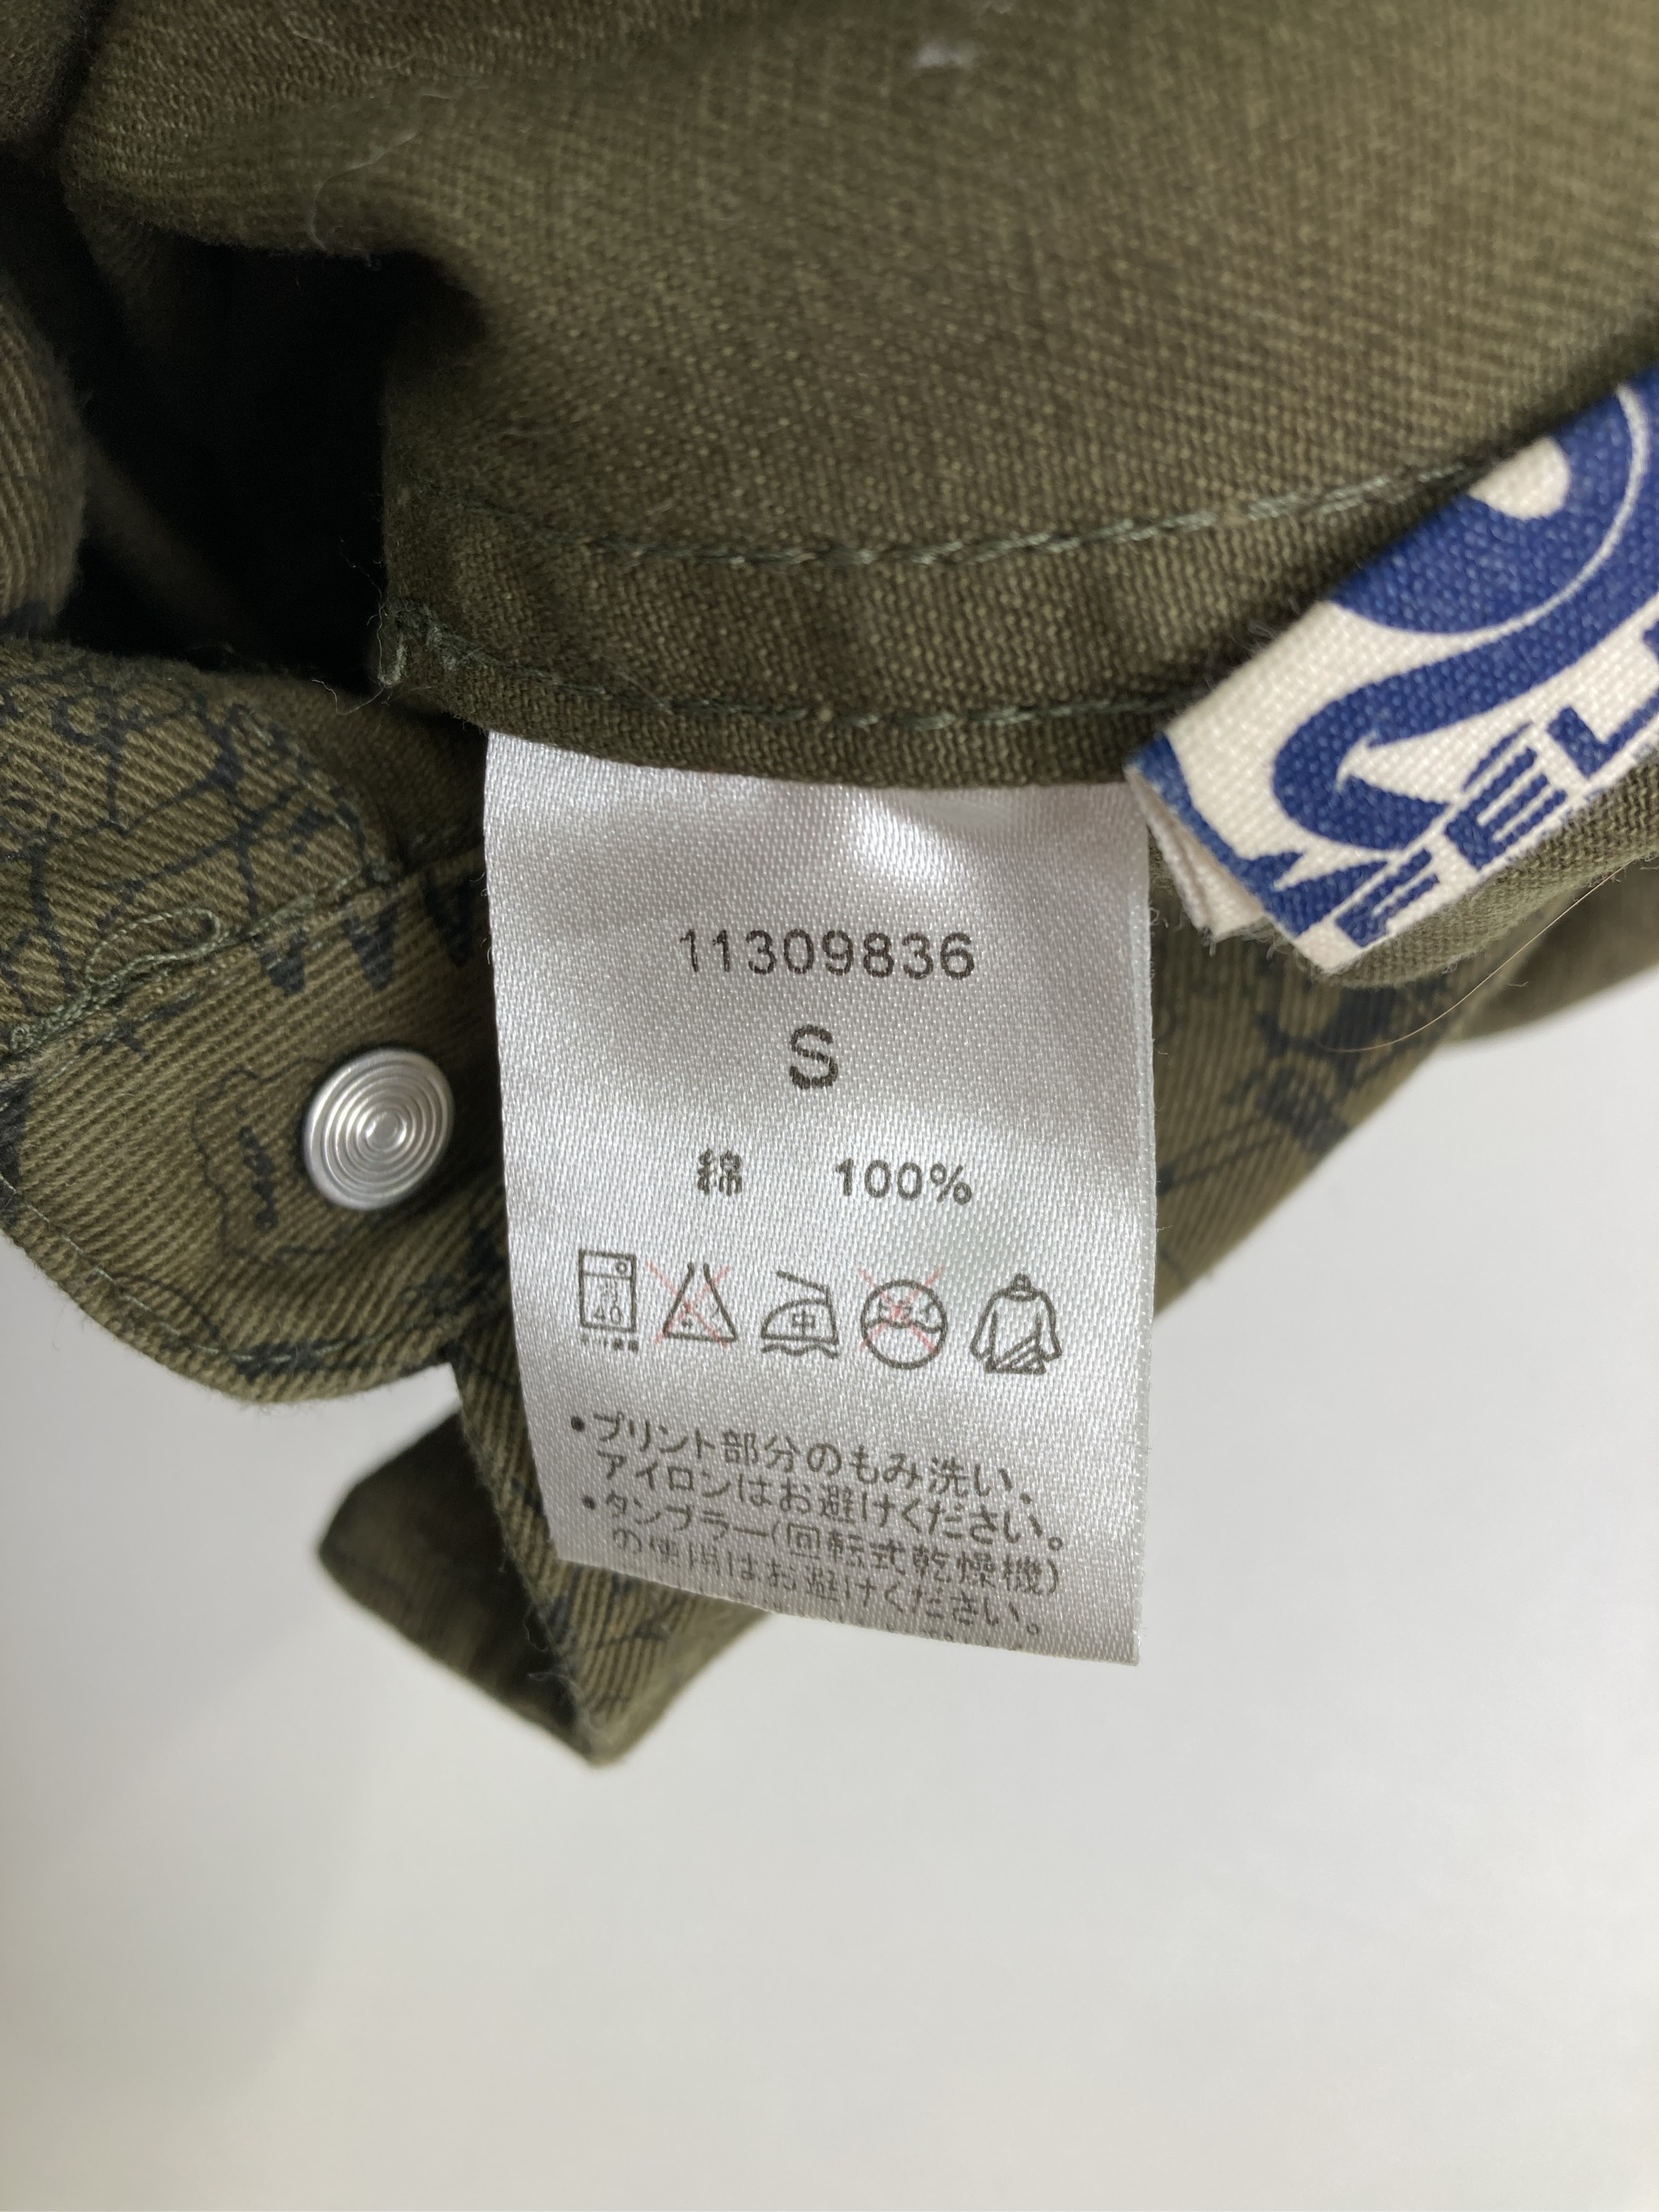 11309836
S
綿 100%
40
中
•プリント部分のもみ洗い、
アイロンはお避けください。
•タンブラー(回転式乾燥機)
の使用はお避けください。